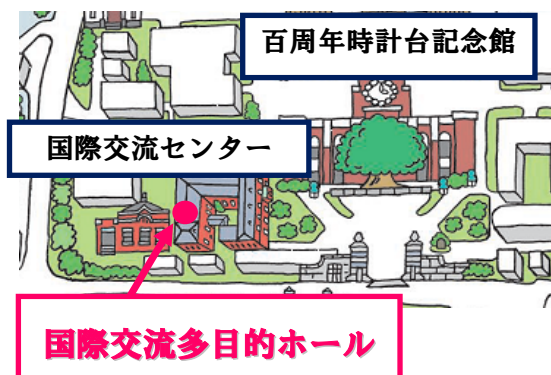 百周年時計台記念館
国際交流センター
国際交流多目的ホール